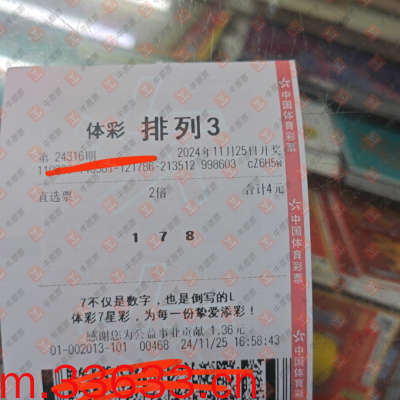 体彩 排列3
第 24316期 2024年11月25日开奖
-121786-213512 998603 cZ6H5W
直选票 2倍 合计4元
1 7 8
7不仅是数字，也是倒写的L
体彩7星彩，为每一份挚爱添彩！
感谢您为公益事业贡献 1.36元
01-002013-101 00468 24/11/25 16:58:43
中国体育彩票
中国体育彩票